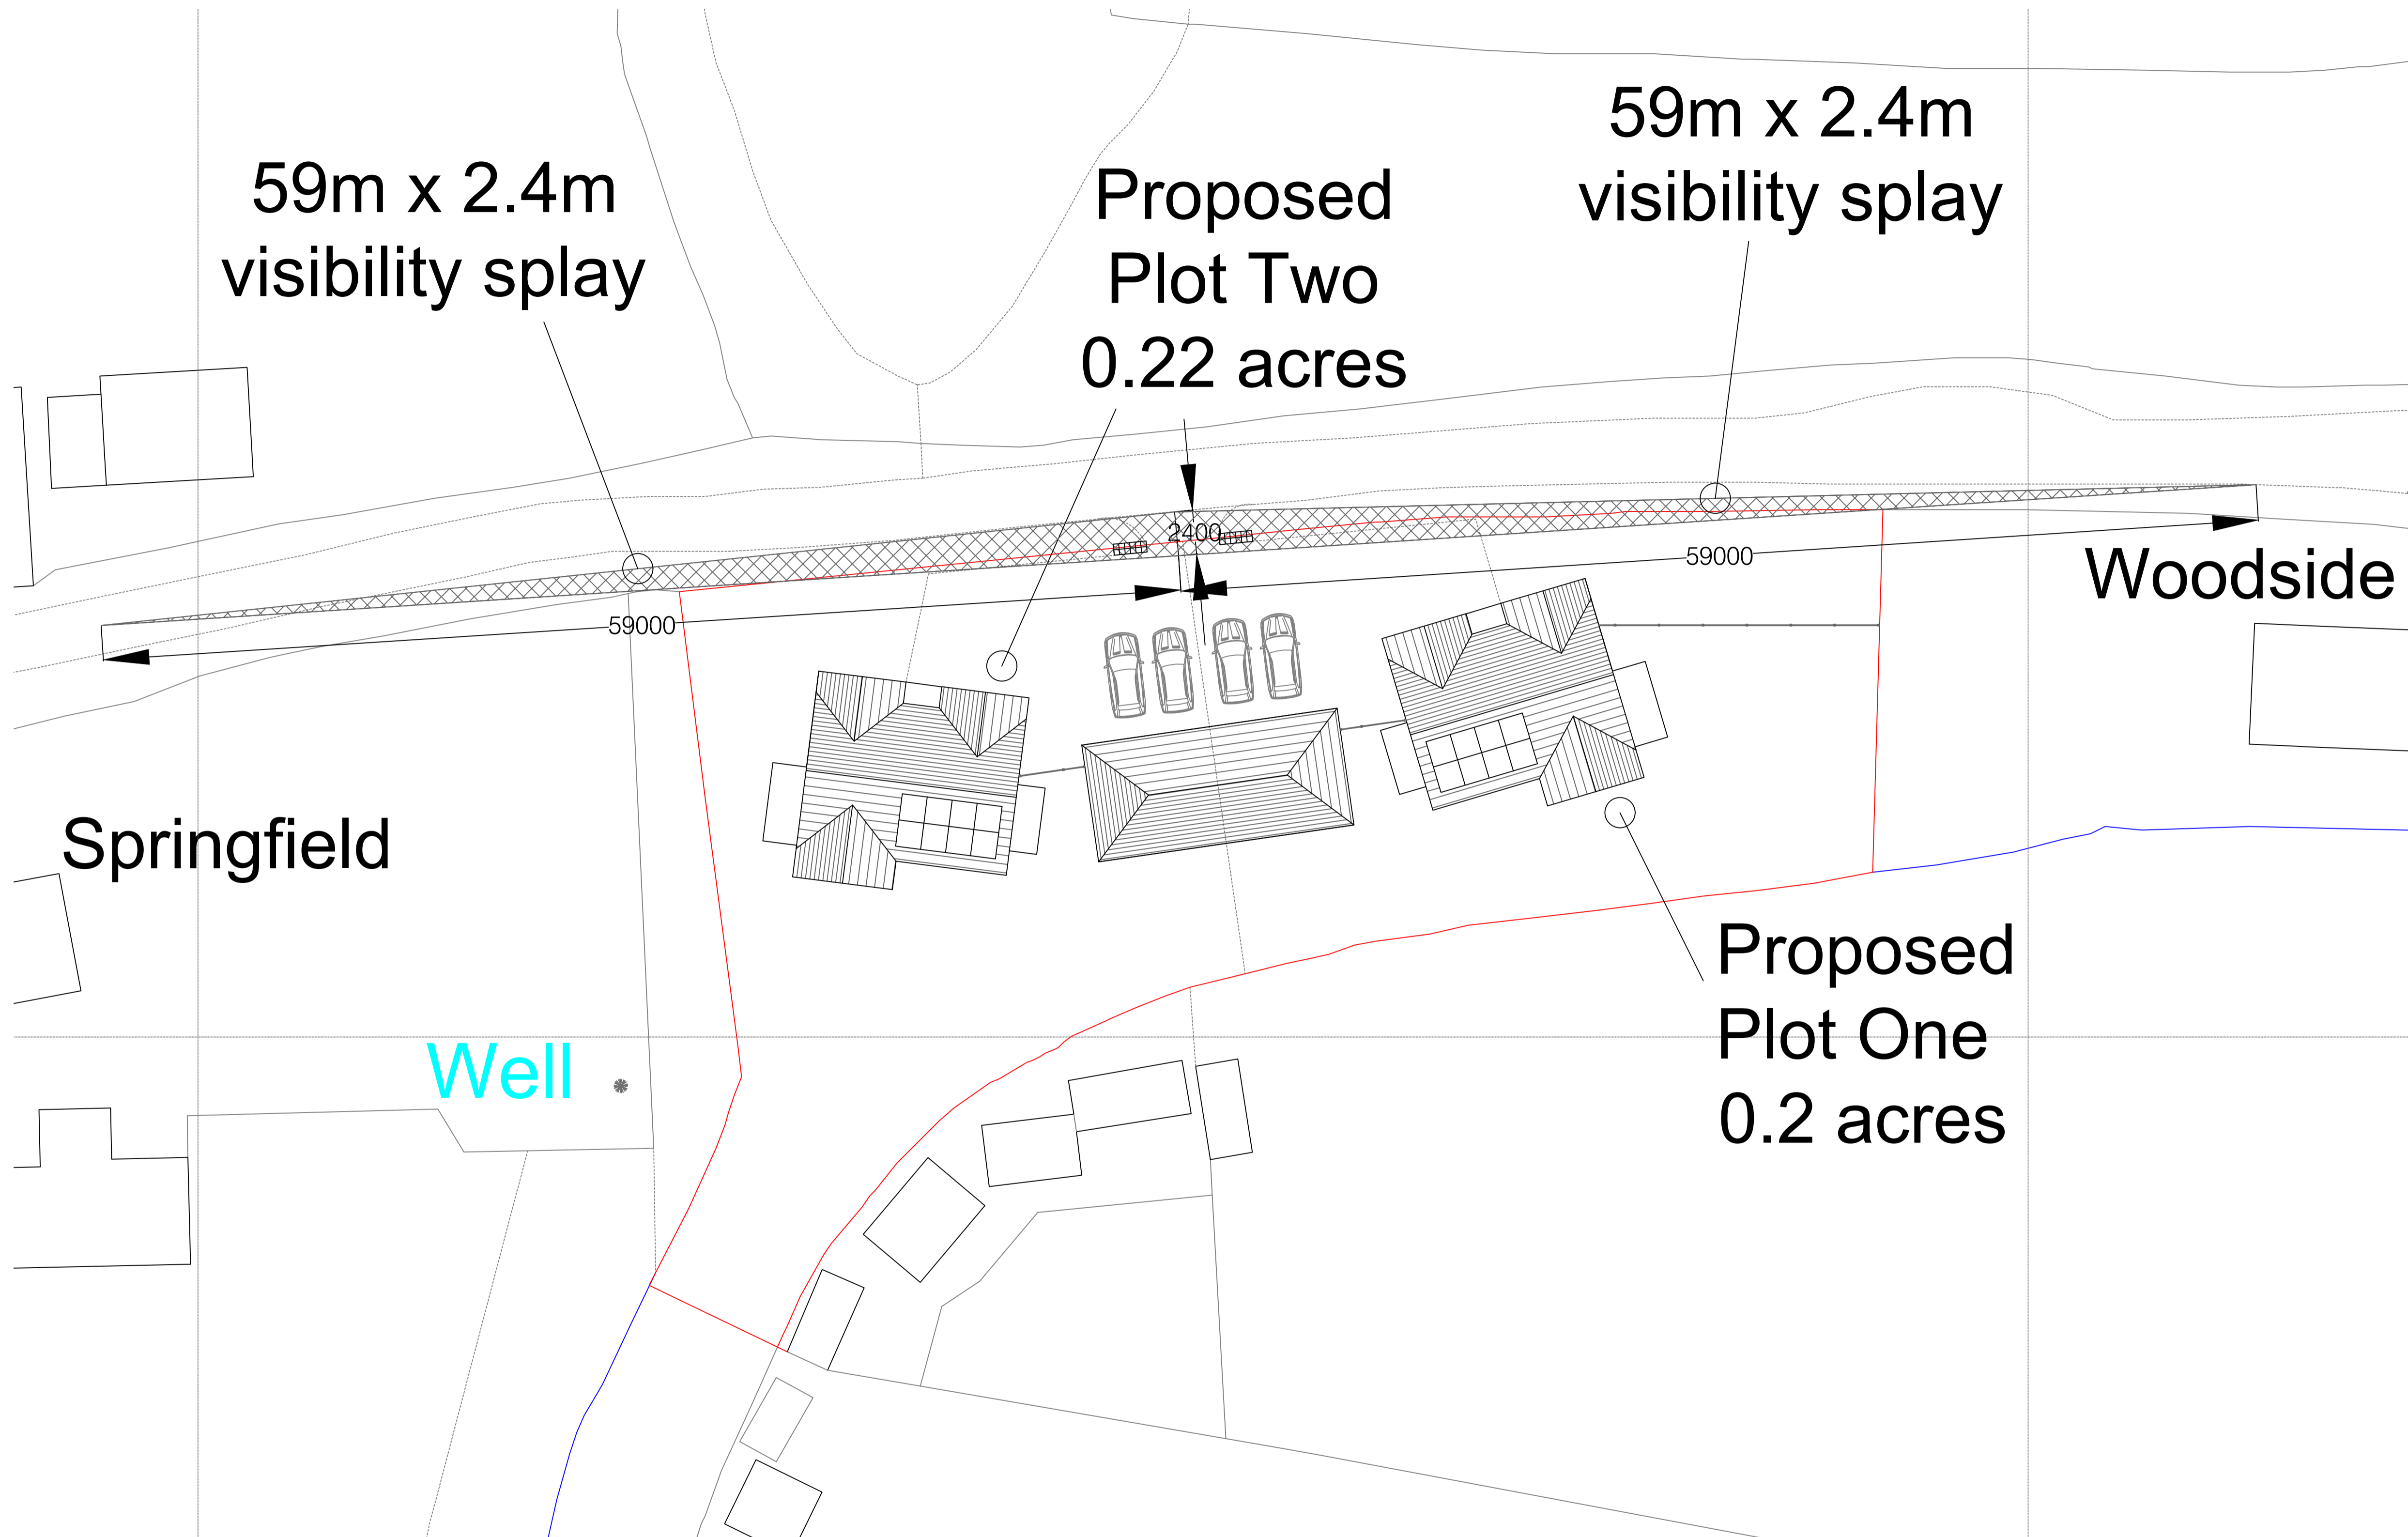 59m x 2.4m
visibility splay
Proposed
Plot Two
0.22 acres
59m x 2.4m
visibility splay
2400
59000
59000
Woodside
Springfield
Well
Proposed
Plot One
0.2 acres